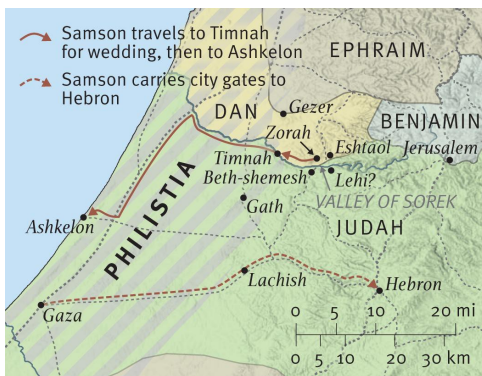 Samson travels to Timnah
for wedding, then to Ashkelon
Samson carries city gates to
Hebron
EPHRAIM
DAN
Gezer
BENJAMIN
Zorah
Eshtaol
Jerusalem
Timnah
Beth-shemesh
Lehi?
VALLEY OF SOREK
PHILISTIA
Gath
Ashkelon
JUDAH
Lachish
Hebron
Gaza
0 5 10 20 mi
0 5 10 20 30 km